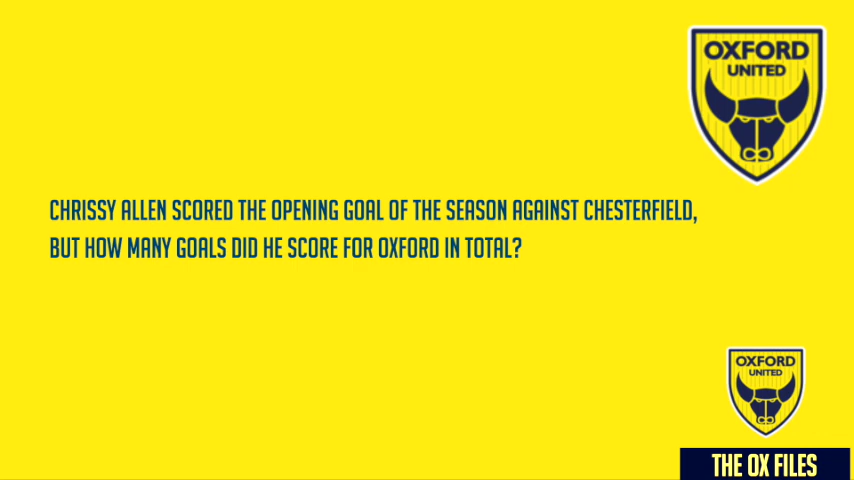 OXFORD
UNITED
CHRISSY ALLEN SCORED THE OPENING GOAL OF THE SEASON AGAINST CHESTERFIELD,
BUT HOW MANY GOALS DID HE SCORE FOR OXFORD IN TOTAL?
OXFORD
UNITED
THE OX FILES